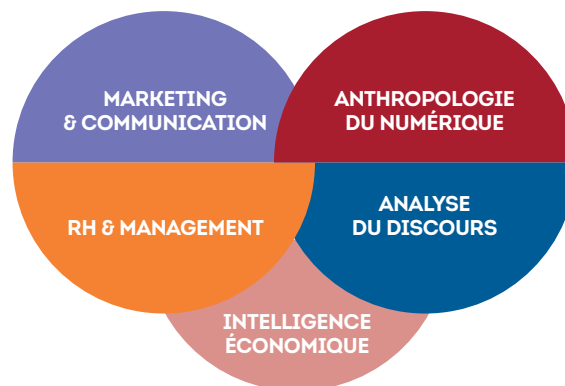 MARKETING
& COMMUNICATION
ANTHROPOLOGIE
DU NUMÉRIQUE
RH & MANAGEMENT
ANALYSE
DU DISCOURS
INTELLIGENCE
ÉCONOMIQUE